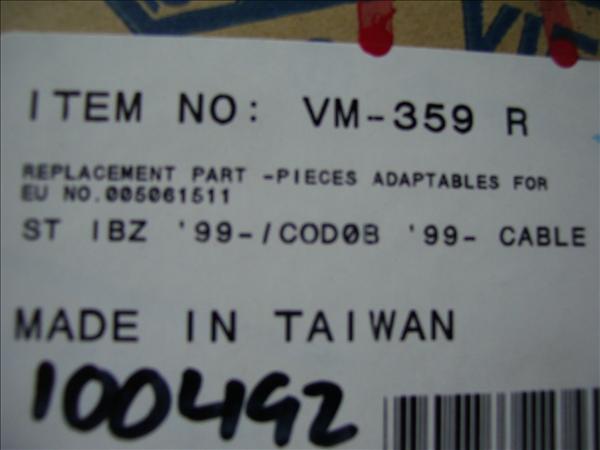 ITEM NO: VM-359 R
REPLACEMENT PART -PIECES ADAPTABLES FOR
EU NO.005061511
ST IBZ '99-/COD0B '99- CABLE
MADE IN TAIWAN
100492